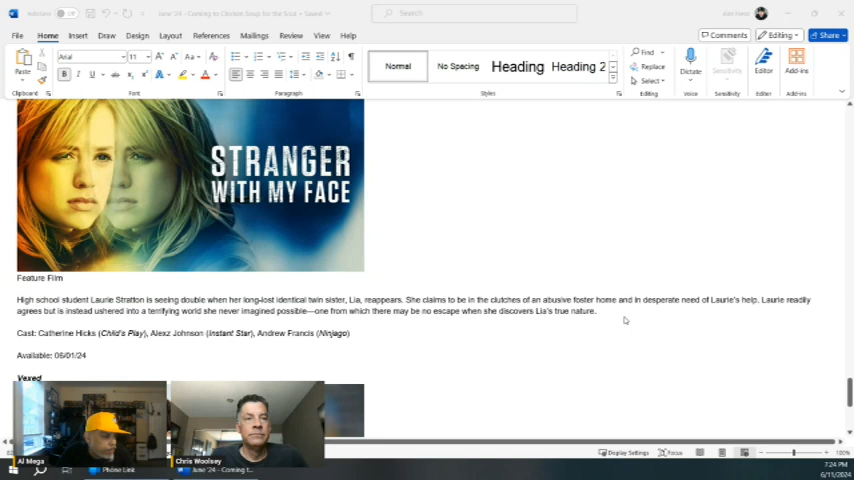 AutoSave Off June '24 - Coming to Chicken Soup for the Soul • Saved
Search
File Home Insert Draw Design Layout References Mailings Review View Help
Comments Editing Share
Paste
Arial 11
Normal No Spacing Heading Heading 2
Find
Replace
Select
Dictate Sensitivity Editor Add-ins
Clipboard Font Paragraph Styles Editing Voice Sensitivity Editor Add-ins
STRANGER
WITH MY FACE
Feature Film
High school student Laurie Stratton is seeing double when her long-lost identical twin sister, Lia, reappears. She claims to be in the clutches of an abusive foster home and in desperate need of Laurie's help. Laurie readily
agrees but is instead ushered into a terrifying world she never imagined possible—one from which there may be no escape when she discovers Lia's true nature.
Cast: Catherine Hicks (Child's Play), Alexz Johnson (Instant Star), Andrew Francis (Ninjago)
Available: 06/01/24
Vexed
Al Mega
Chris Woolsey
Display Settings Focus 100%
Phone Link June '24 - Coming t...
7:24 PM
6/11/2024